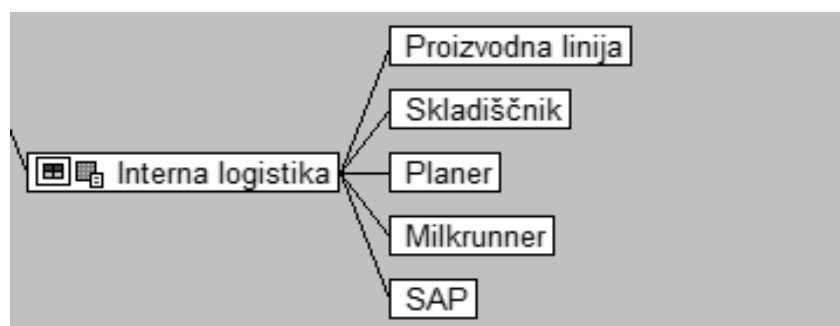 Proizvodna linija
Skladiščnik
Interna logistika
Planer
Milkrunner
SAP